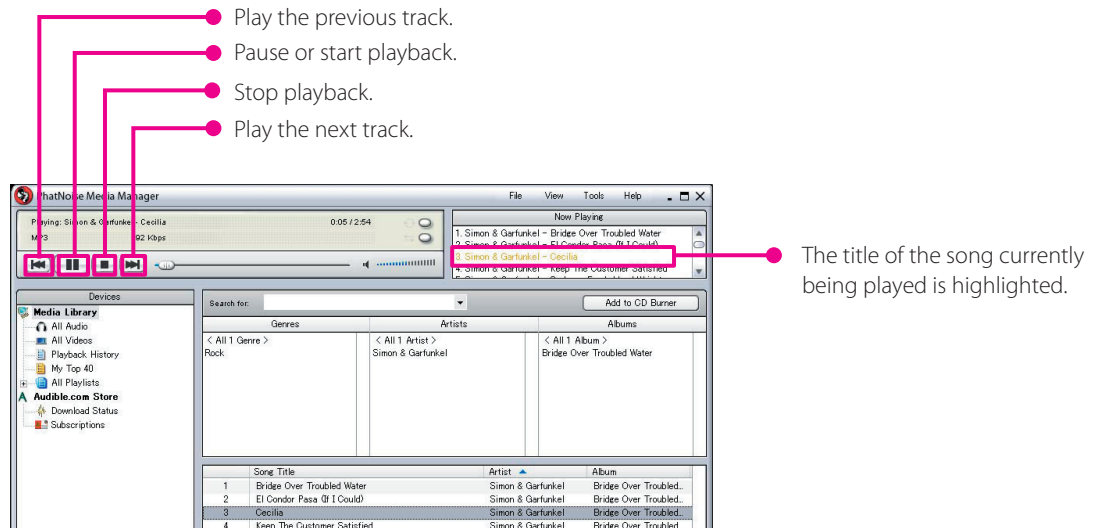 Play the previous track.
Pause or start playback.
Stop playback.
Play the next track.
PhatNoise Media Manager
File View Tools Help
Playing: Simon & Garfunkel - Cecilia 0:05 / 2:54
MP3 92 Kbps
Now Playing
1. Simon & Garfunkel - Bridge Over Troubled Water
2. Simon & Garfunkel - El Condor Pasa (If I Could)
3. Simon & Garfunkel - Cecilia
4. Simon & Garfunkel - Keep The Customer Satisfied
The title of the song currently
being played is highlighted.
Devices
Media Library
All Audio
All Videos
Playback History
My Top 40
All Playlists
Audible.com Store
Download Status
Subscriptions
Search for: Add to CD Burner
Genres Artists Albums
< All 1 Genre > < All 1 Artist > < All 1 Album >
Rock Simon & Garfunkel Bridge Over Troubled Water
Song Title Artist Album
1 Bridge Over Troubled Water Simon & Garfunkel Bridge Over Troubled...
2 El Condor Pasa (If I Could) Simon & Garfunkel Bridge Over Troubled...
3 Cecilia Simon & Garfunkel Bridge Over Troubled...
4 Keep The Customer Satisfied Simon & Garfunkel Bridge Over Troubled